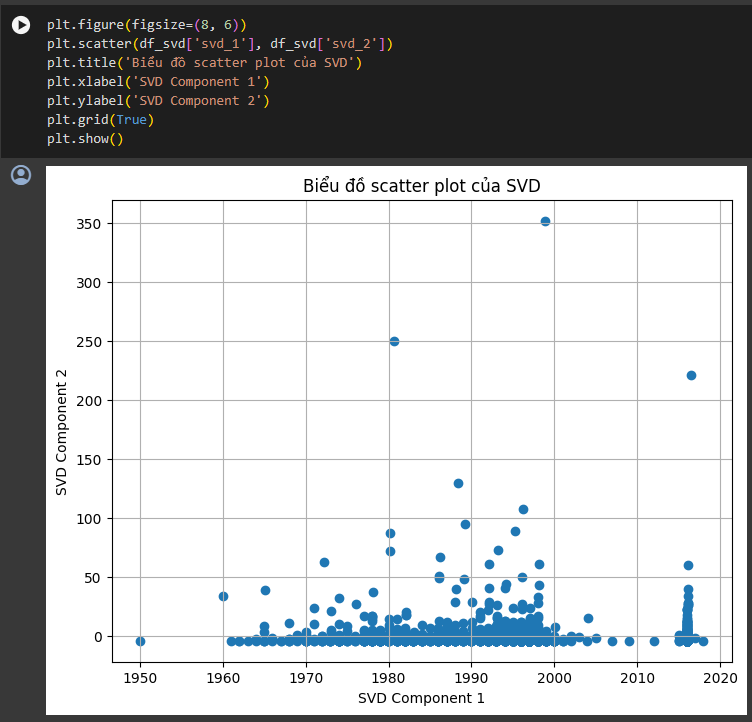 plt.figure(figsize=(8, 6))
plt.scatter(df_svd['svd_1'], df_svd['svd_2'])
plt.title('Biểu đồ scatter plot của SVD')
plt.xlabel('SVD Component 1')
plt.ylabel('SVD Component 2')
plt.grid(True)
plt.show()
Biểu đồ scatter plot của SVD
350
300
250
200
150
100
50
0
SVD Component 2
1950 1960 1970 1980 1990 2000 2010 2020
SVD Component 1